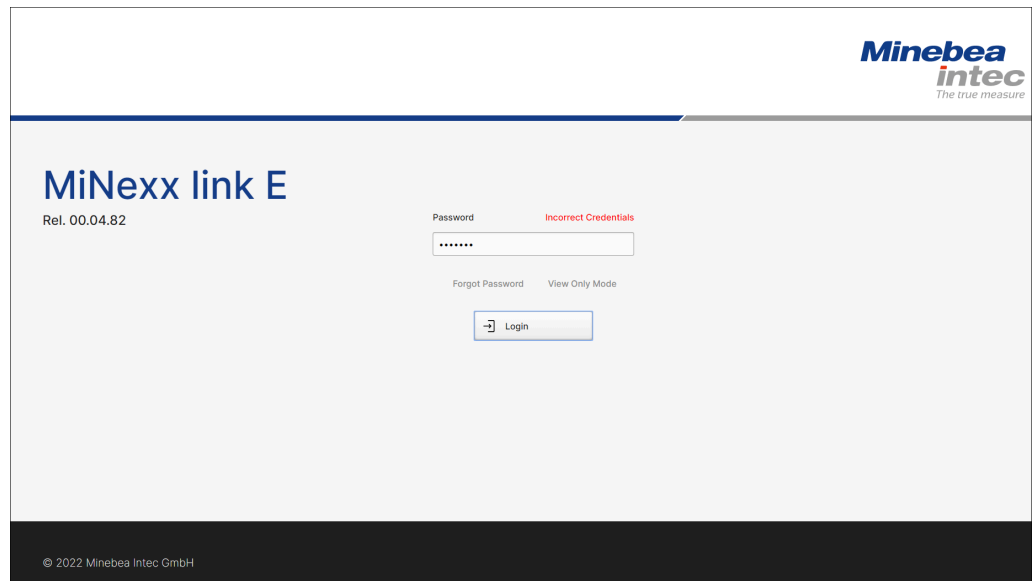 Minebea
intec
The true measure
MiNexx link E
Rel. 00.04.82
Password Incorrect Credentials
•••••••
Forgot Password View Only Mode
Login
© 2022 Minebea Intec GmbH